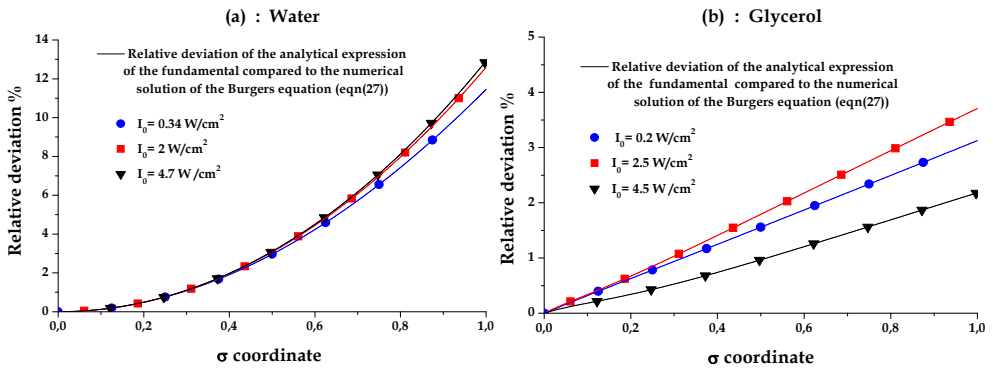 (a) : Water
14
12
10
8
6
4
2
0
Relative deviation %
Relative deviation of the analytical expression
of the fundamental compared to the numerical
solution of the Burgers equation (eqn(27))
I₀= 0.34 W/cm²
I₀= 2 W/cm²
I₀= 4.7 W/cm²
0,0 0,2 0,4 0,6 0,8 1,0
σ coordinate
(b) : Glycerol
5
4
3
2
1
0
Relative deviation %
Relative deviation of the analytical expression
of the fundamental compared to the numerical
solution of the Burgers equation (eqn(27))
I₀= 0.2 W/cm²
I₀= 2.5 W/cm²
I₀= 4.5 W/cm²
0,0 0,2 0,4 0,6 0,8 1,0
σ coordinate